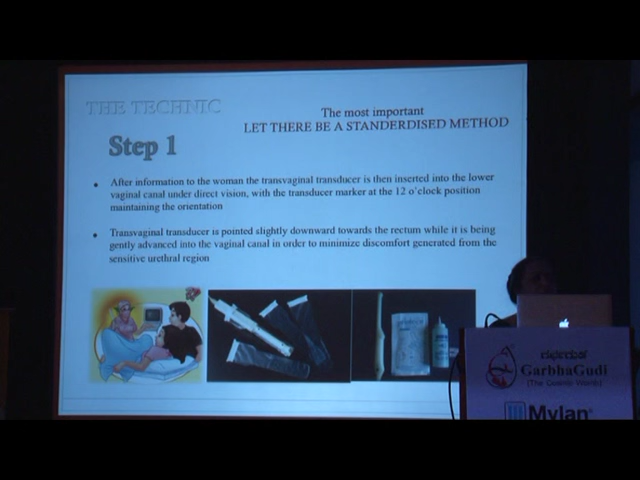 THE TECHNIC
The most important
LET THERE BE A STANDERDISED METHOD
Step 1
• After information to the woman the transvaginal transducer is then inserted into the lower
vaginal canal under direct vision, with the transducer marker at the 12 o'clock position
maintaining the orientation
• Transvaginal transducer is pointed slightly downward towards the rectum while it is being
gently advanced into the vaginal canal in order to minimize discomfort generated from the
sensitive urethral region
ಗರ್ಭಗುಡಿ
GarbhaGudi
Mylan